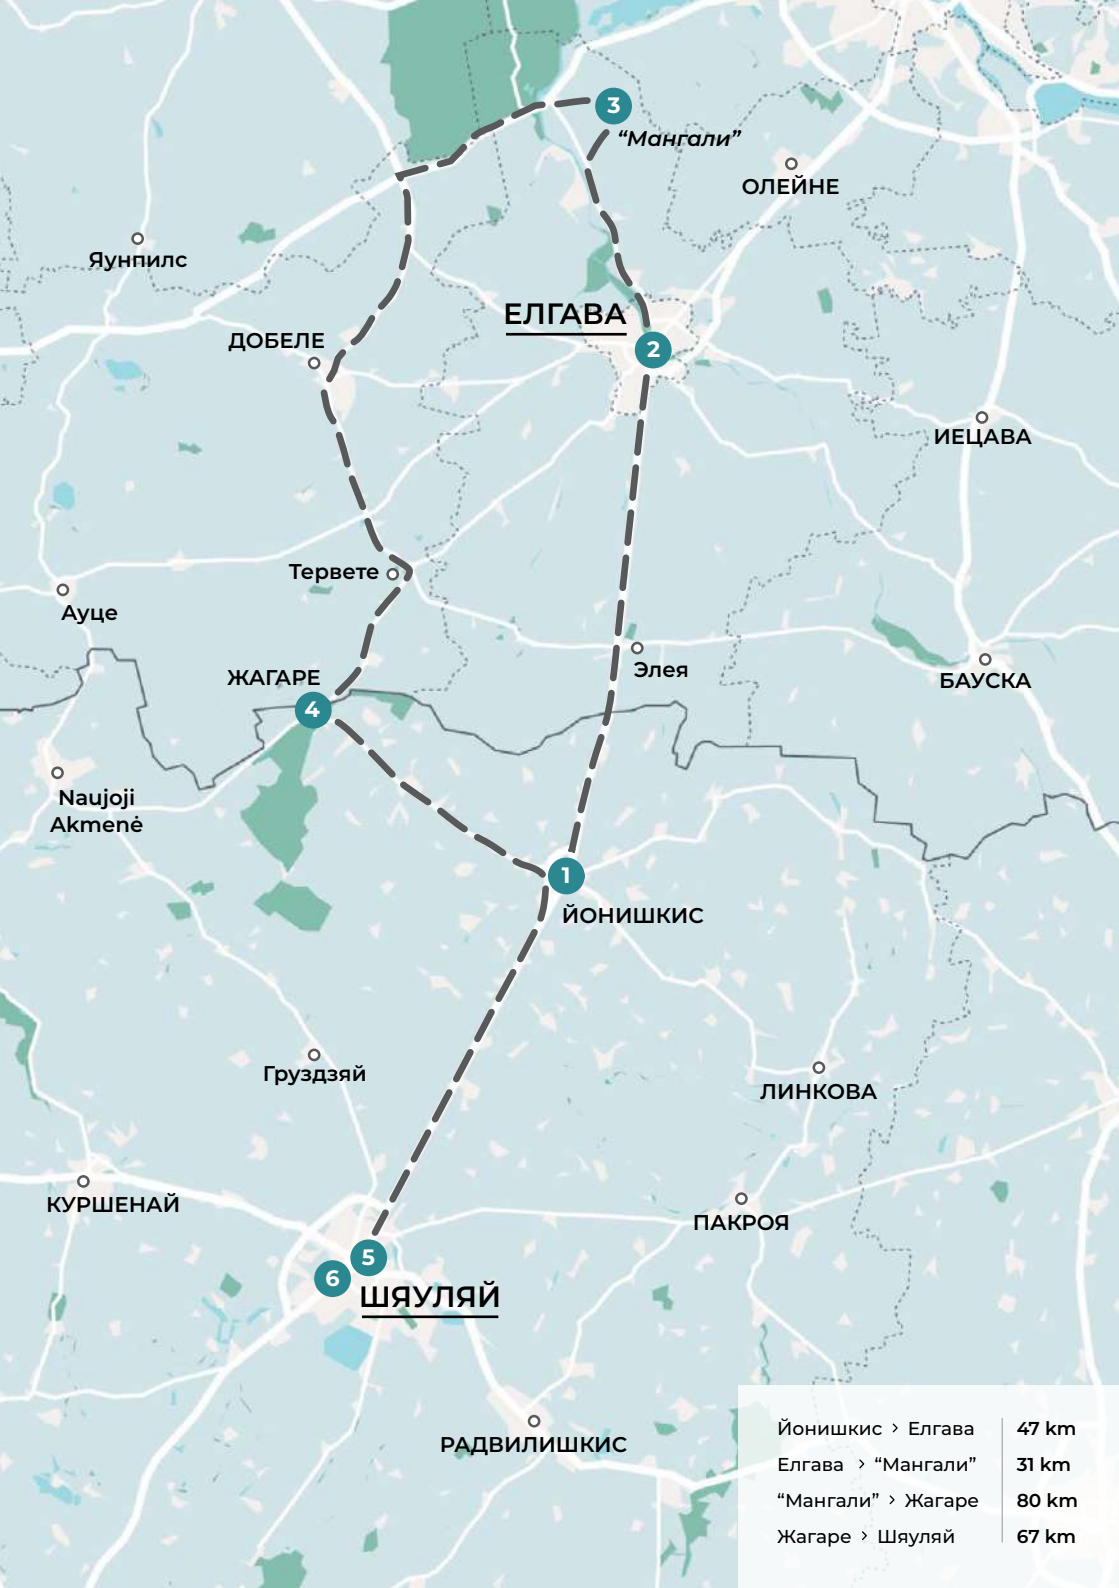 3
“Мангали”
ОЛЕЙНЕ
Яунпилс
ЕЛГАВА
ДОБЕЛЕ
2
ИЕЦАВА
Тервете
Ауце
Элея
ЖАГАРЕ
БАУСКА
4
Naujoji
Akmenė
1
ЙОНИШКИС
Груздзяй
ЛИНКОВА
КУРШЕНАЙ
ПАКРОЯ
5
6
ШЯУЛЯЙ
РАДВИЛИШКИС
Йонишкис › Елгава 47 km
Елгава › “Мангали” 31 km
“Мангали” › Жагаре 80 km
Жагаре › Шяуляй 67 km